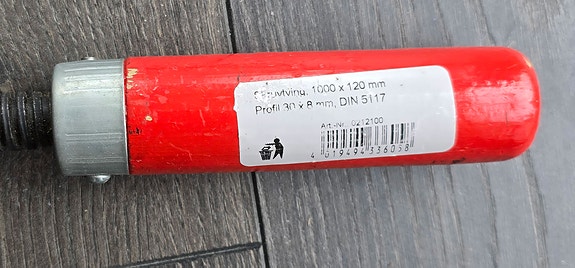 1000 x 120 mm
Profil 30 x 8 mm, DIN 5117
Art.-Nr. 0212100
4 019494 336058